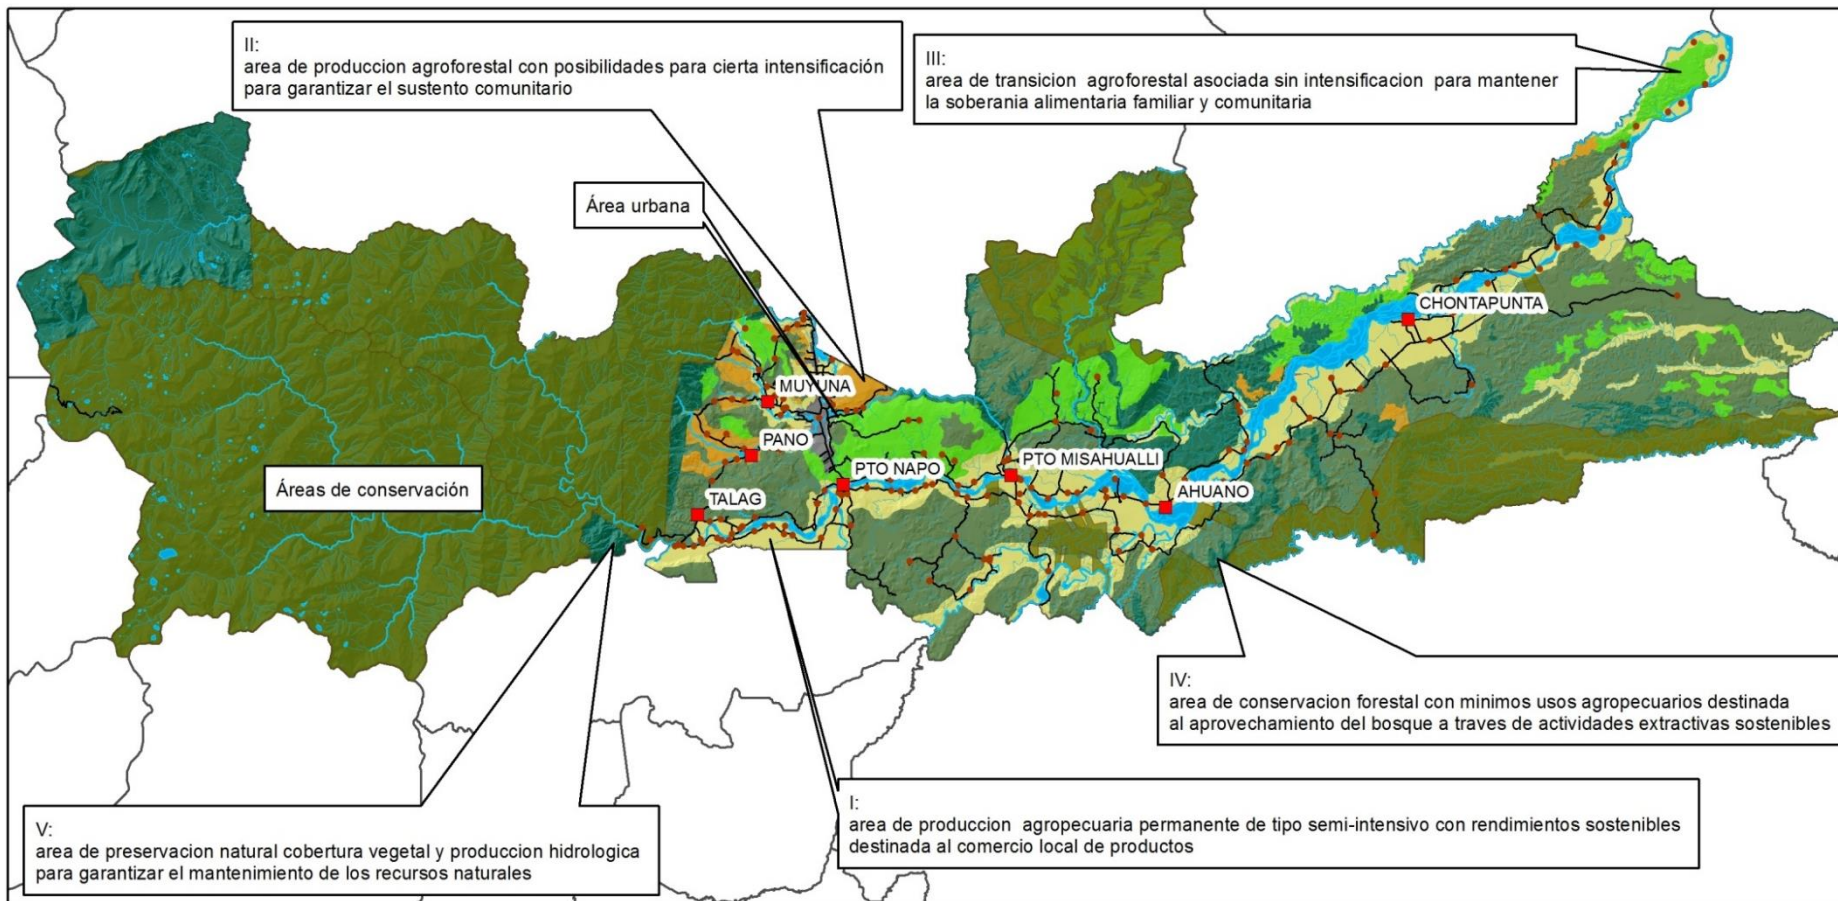 II:
area de produccion agroforestal con posibilidades para cierta intensificación
para garantizar el sustento comunitario
III:
area de transicion agroforestal asociada sin intensificacion para mantener
la soberania alimentaria familiar y comunitaria
Área urbana
CHONTAPUNTA
MUYUNA
PANO
PTO NAPO
PTO MISAHUALLI
TALAG
AHUANO
Áreas de conservación
IV:
area de conservacion forestal con minimos usos agropecuarios destinada
al aprovechamiento del bosque a traves de actividades extractivas sostenibles
I:
area de produccion agropecuaria permanente de tipo semi-intensivo con rendimientos sostenibles
destinada al comercio local de productos
V:
area de preservacion natural cobertura vegetal y produccion hidrologica
para garantizar el mantenimiento de los recursos naturales